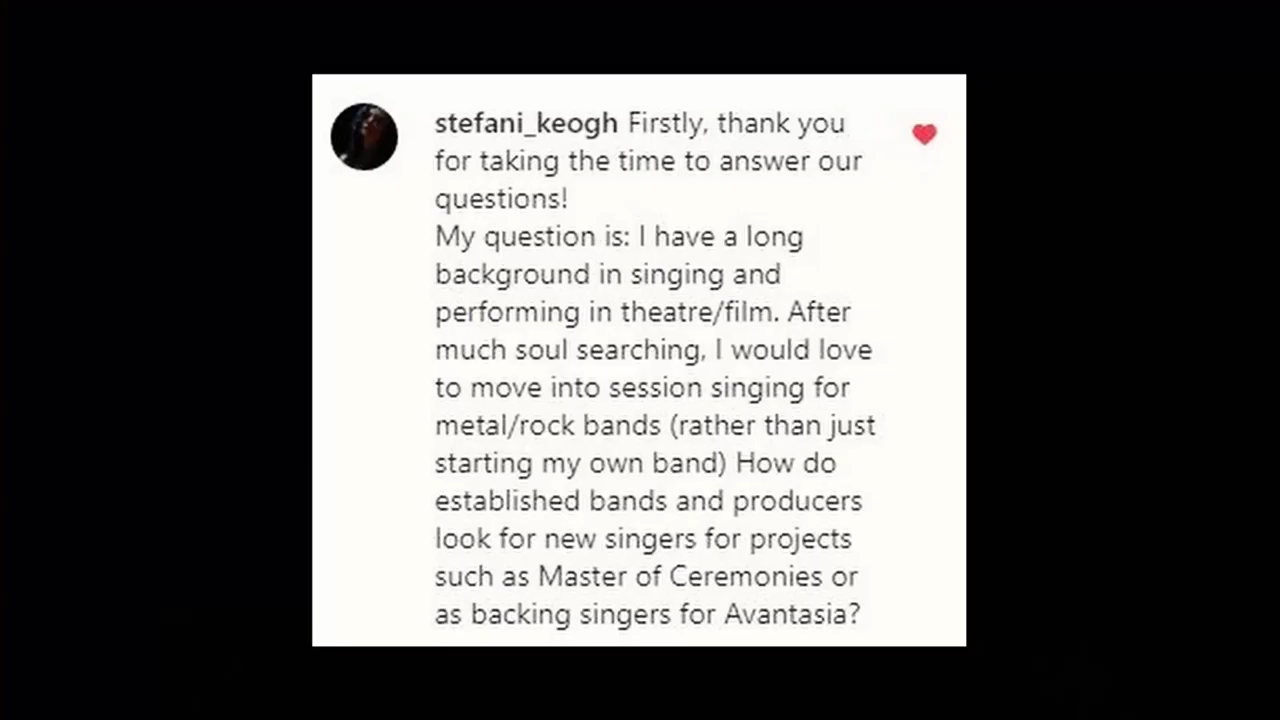 stefani_keogh Firstly, thank you
for taking the time to answer our
questions!
My question is: I have a long
background in singing and
performing in theatre/film. After
much soul searching, I would love
to move into session singing for
metal/rock bands (rather than just
starting my own band) How do
established bands and producers
look for new singers for projects
such as Master of Ceremonies or
as backing singers for Avantasia?